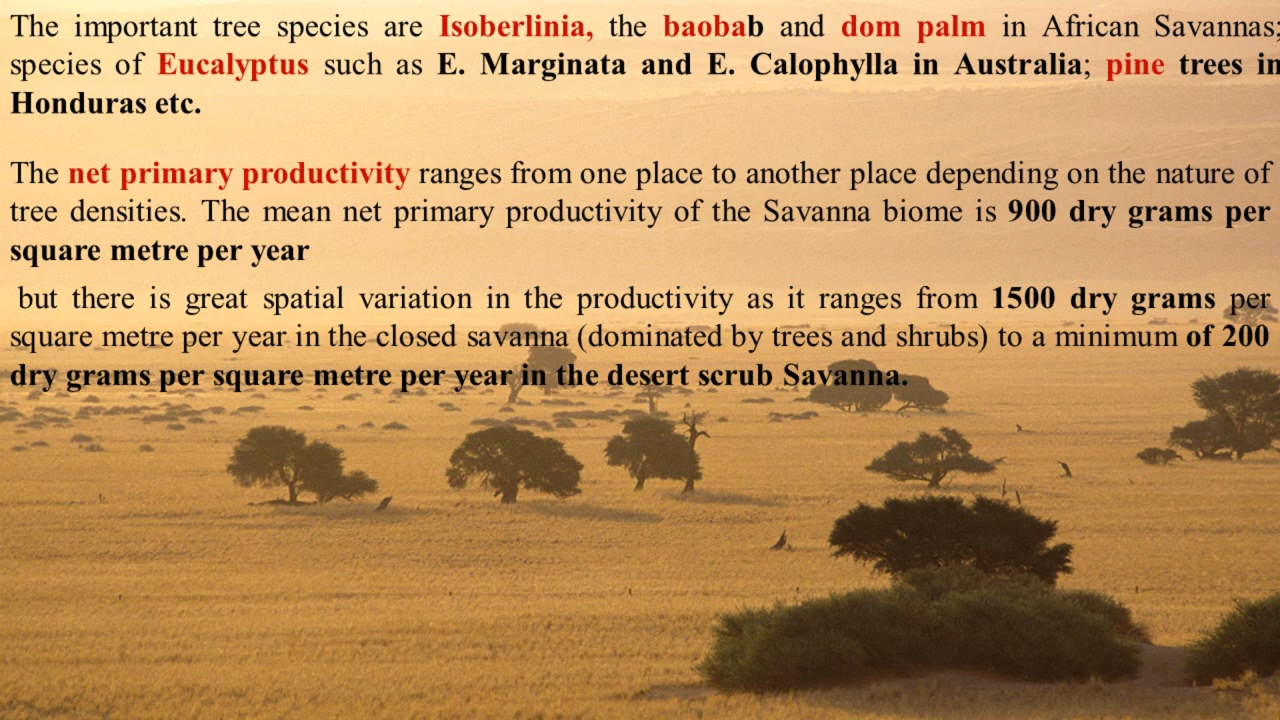 The important tree species are Isoberlinia, the baobab and dom palm in African Savannas;
species of Eucalyptus such as E. Marginata and E. Calophylla in Australia; pine trees in
Honduras etc.
The net primary productivity ranges from one place to another place depending on the nature of
tree densities. The mean net primary productivity of the Savanna biome is 900 dry grams per
square metre per year
but there is great spatial variation in the productivity as it ranges from 1500 dry grams per
square metre per year in the closed savanna (dominated by trees and shrubs) to a minimum of 200
dry grams per square metre per year in the desert scrub Savanna.